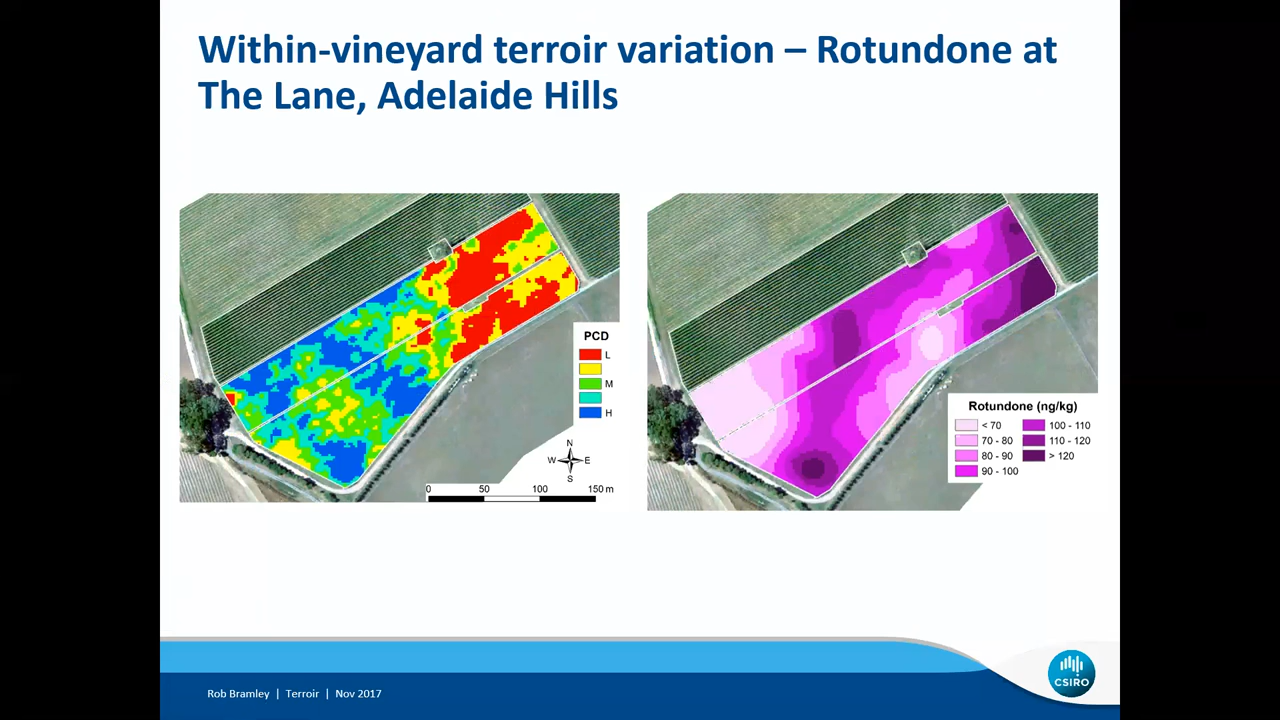 Within-vineyard terroir variation – Rotundone at
The Lane, Adelaide Hills
PCD
L
M
H
N
W E
S
0 50 100 150 m
Rotundone (ng/kg)
< 70 100 - 110
70 - 80 110 - 120
80 - 90 > 120
90 - 100
Rob Bramley | Terroir | Nov 2017
CSIRO